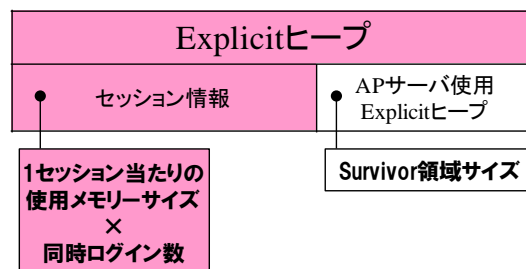 Explicitヒープ
セッション情報
APサーバ使用
Explicitヒープ
1セッション当たりの
使用メモリーサイズ
×
同時ログイン数
Survivor領域サイズ